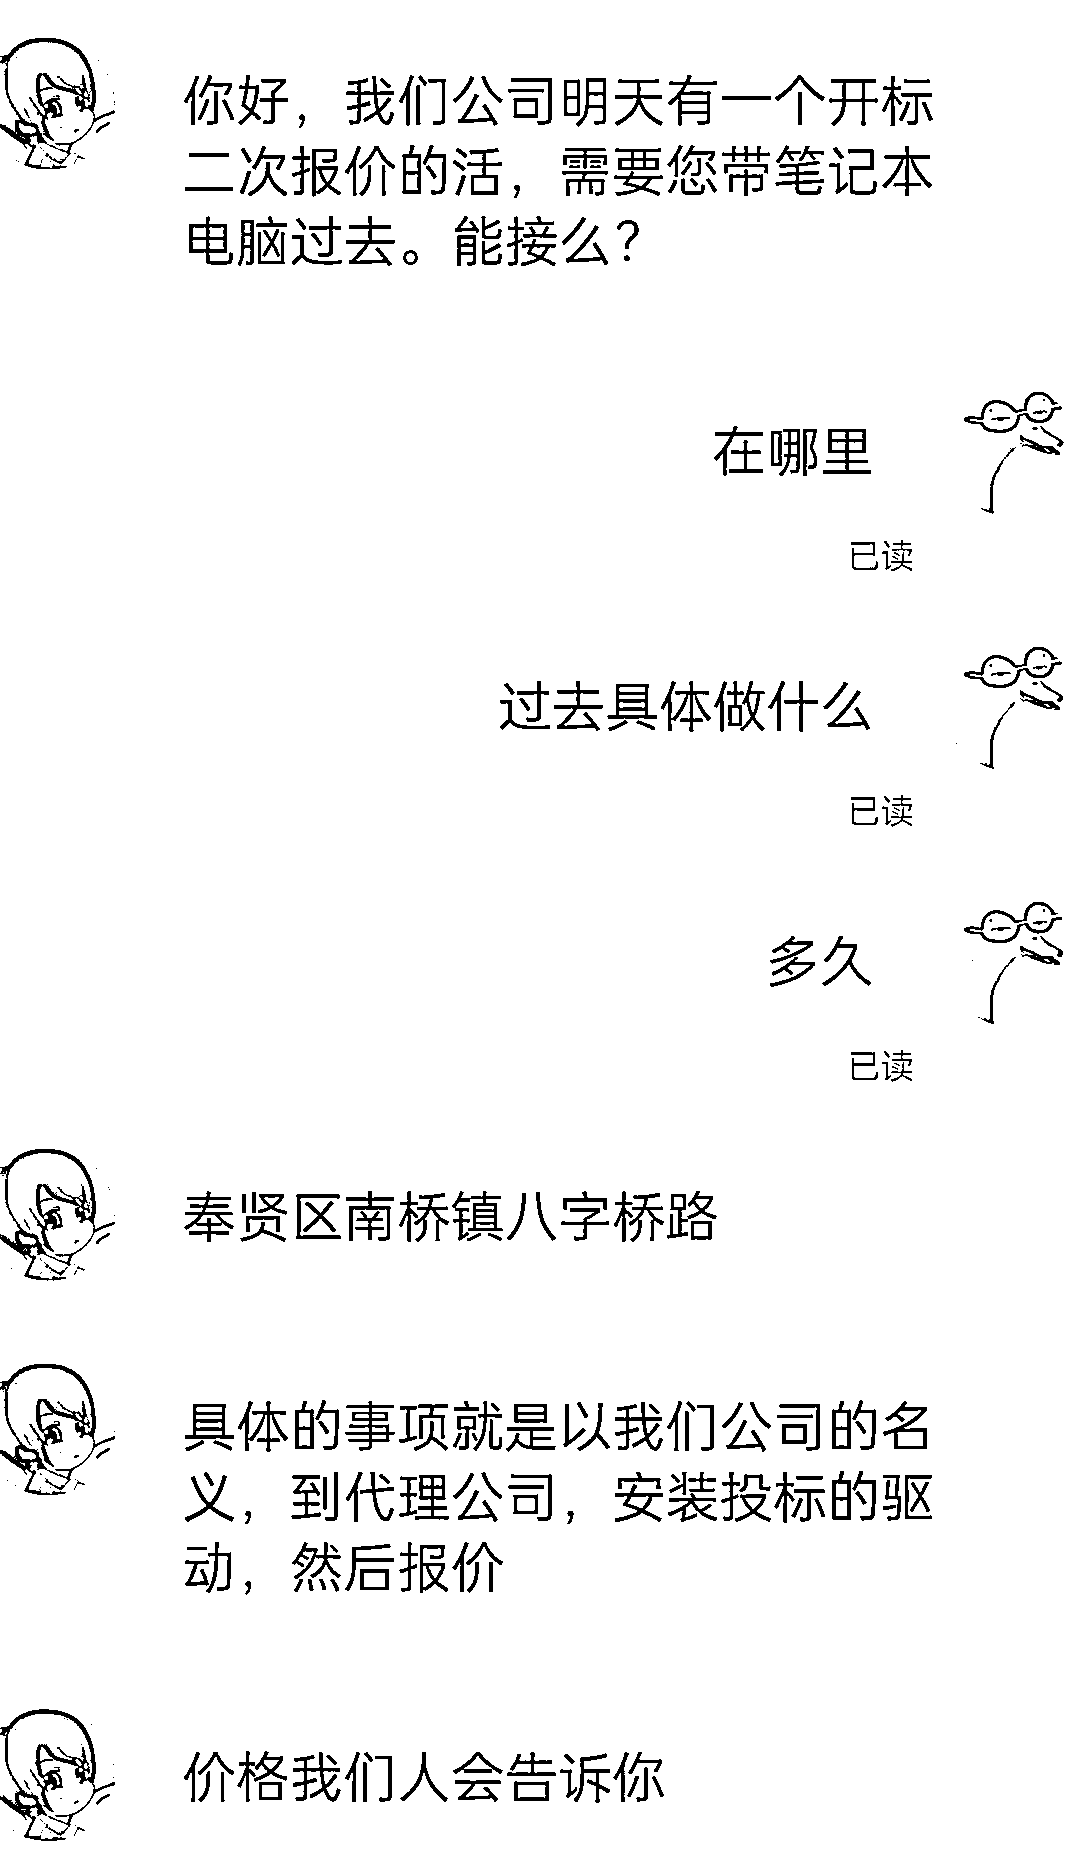 你好，我们公司明天有一个开标
二次报价的活，需要您带笔记本
电脑过去。能接么？
在哪里
已读
过去具体做什么
已读
多久
已读
奉贤区南桥镇八字桥路
具体的事项就是以我们公司的名
义，到代理公司，安装投标的驱
动，然后报价
价格我们人会告诉你